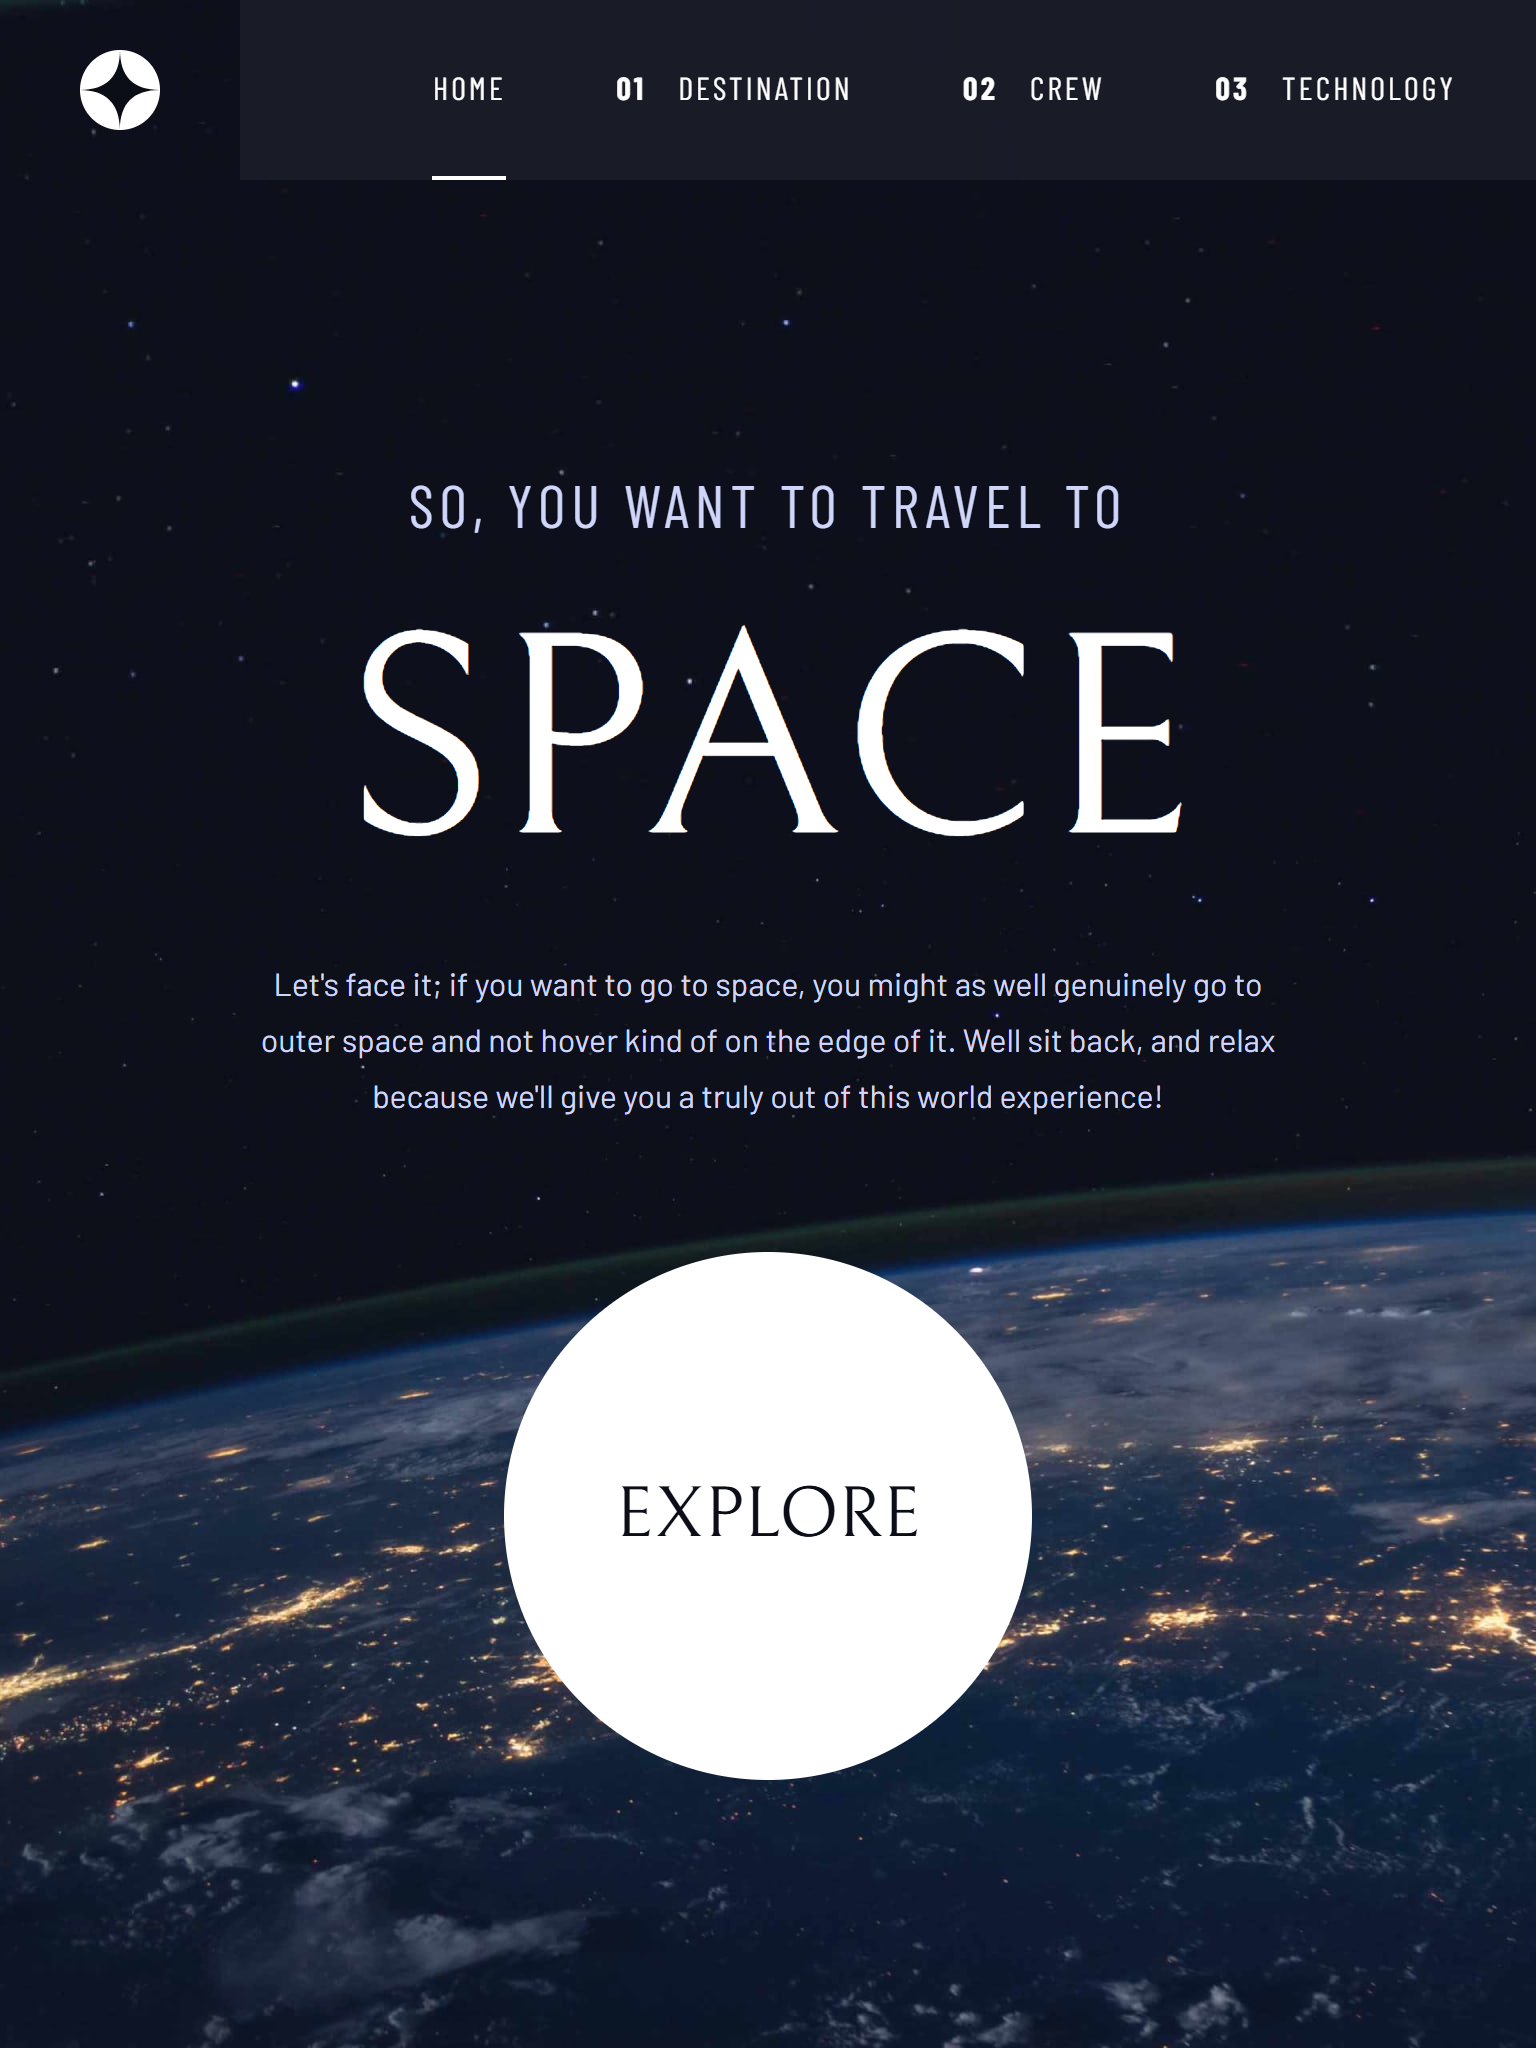 HOME 01 DESTINATION 02 CREW 03 TECHNOLOGY
SO, YOU WANT TO TRAVEL TO
SPACE
Let's face it; if you want to go to space, you might as well genuinely go to
outer space and not hover kind of on the edge of it. Well sit back, and relax
because we'll give you a truly out of this world experience!
EXPLORE